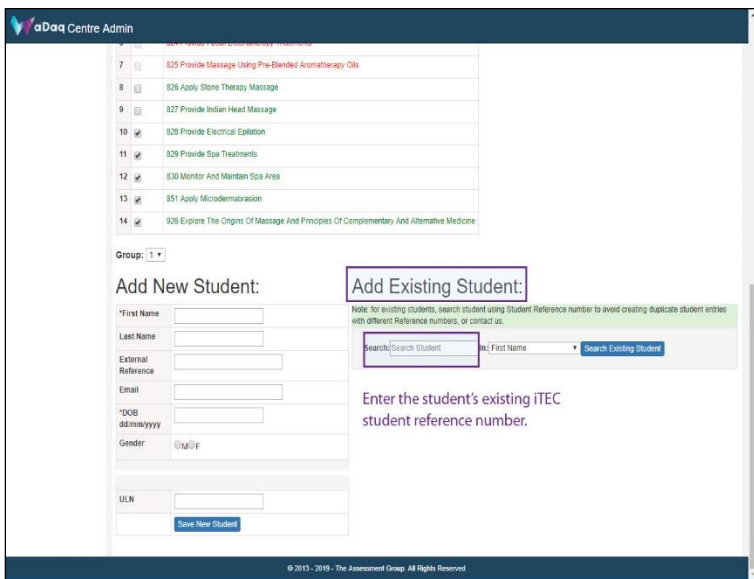 aDaq Centre Admin
7 825 Provide Massage Using Pre-Blended Aromatherapy Oils
8 826 Apply Stone Therapy Massage
9 827 Provide Indian Head Massage
10 828 Provide Electrical Epilation
11 829 Provide Spa Treatments
12 830 Monitor And Maintain Spa Area
13 851 Apply Microdermabrasion
14 926 Explore The Origins Of Massage And Principles Of Complementary And Alternative Medicine
Group: 1
Add New Student:
*First Name
Last Name
External
Reference
Email
*DOB
dd/mm/yyyy
Gender M F
ULN
Save New Student
Add Existing Student:
Note: for existing students, search student using Student Reference number to avoid creating duplicate student entries
with different Reference numbers, or contact us.
Search: Search Student In: First Name Search Existing Student
Enter the student's existing iTEC
student reference number.
© 2013 - 2019 - The Assessment Group. All Rights Reserved